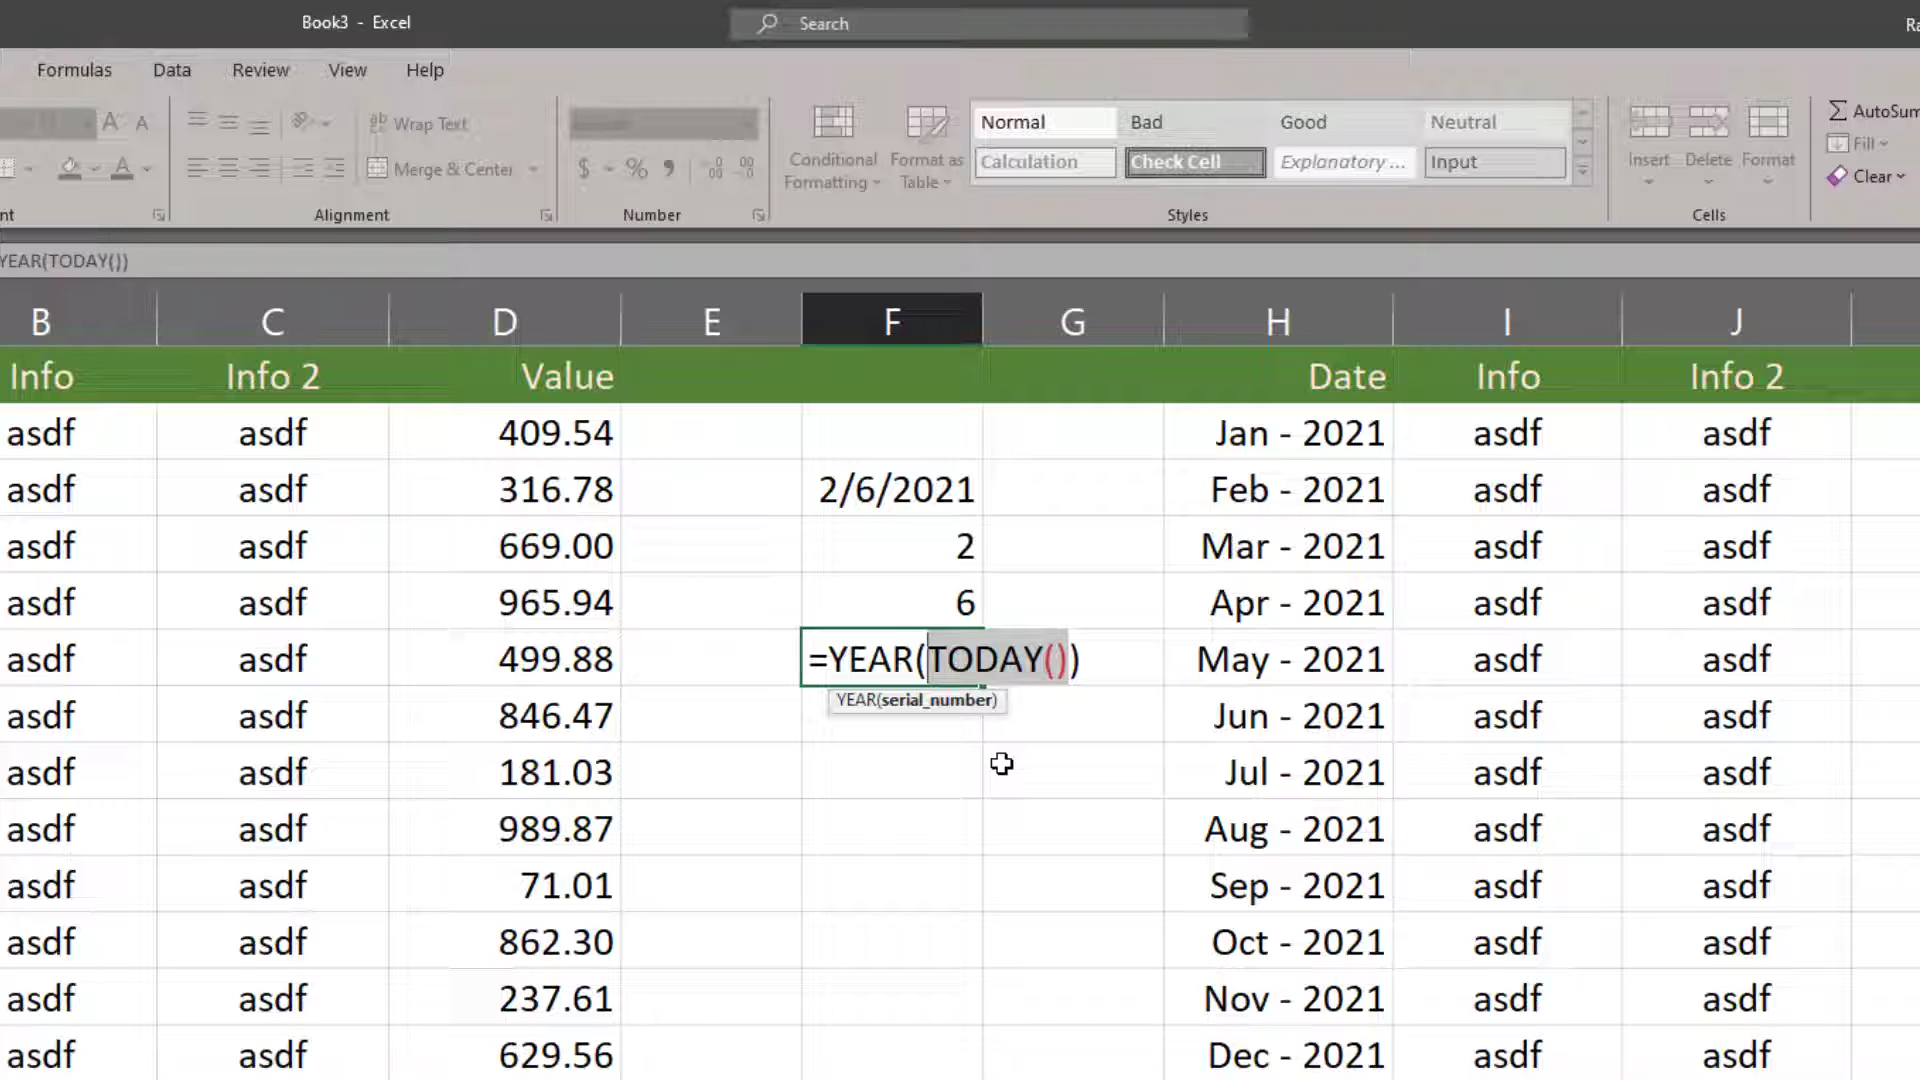 Book3 - Excel
Search
Ra
Formulas Data Review View Help
Wrap Text
Merge & Center
$ %
Conditional Formatting
Format as Table
Normal Bad Good Neutral
Calculation Check Cell Explanatory ... Input
Insert Delete Format
AutoSum
Fill
Clear
nt Alignment Number Styles Cells
YEAR(TODAY())
B C D E F G H I J
Info Info 2 Value Date Info Info 2
asdf asdf 409.54 Jan - 2021 asdf asdf
asdf asdf 316.78 2/6/2021 Feb - 2021 asdf asdf
asdf asdf 669.00 2 Mar - 2021 asdf asdf
asdf asdf 965.94 6 Apr - 2021 asdf asdf
asdf asdf 499.88 =YEAR(TODAY()) May - 2021 asdf asdf
YEAR(serial_number)
asdf asdf 846.47 Jun - 2021 asdf asdf
asdf asdf 181.03 Jul - 2021 asdf asdf
asdf asdf 989.87 Aug - 2021 asdf asdf
asdf asdf 71.01 Sep - 2021 asdf asdf
asdf asdf 862.30 Oct - 2021 asdf asdf
asdf asdf 237.61 Nov - 2021 asdf asdf
asdf asdf 629.56 Dec - 2021 asdf asdf